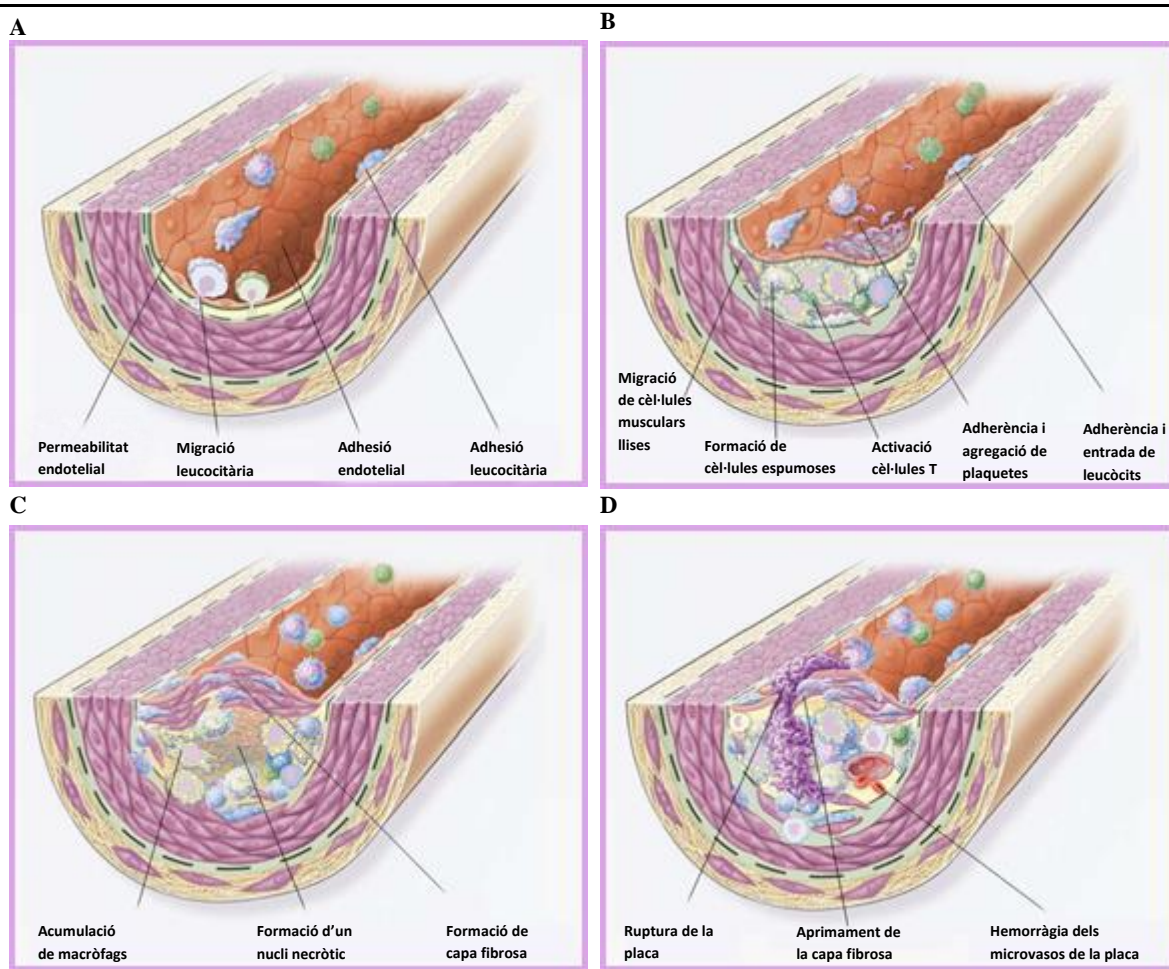 A
B
Permeabilitat
endotelial
Migració
leucocitària
Adhesió
endotelial
Adhesió
leucocitària
Migració
de cèl·lules
musculars
llises
Formació de
cèl·lules espumoses
Activació
cèl·lules T
Adherència i
agregació de
plaquetes
Adherència i
entrada de
leucòcits
C
D
Acumulació
de macròfags
Formació d’un
nucli necròtic
Formació de
capa fibrosa
Ruptura de la
placa
Aprimament de
la capa fibrosa
Hemorràgia dels
microvasos de la placa